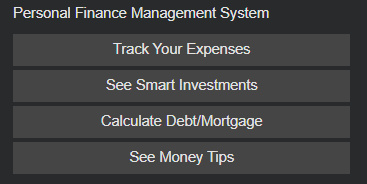 Personal Finance Management System
Track Your Expenses
See Smart Investments
Calculate Debt/Mortgage
See Money Tips